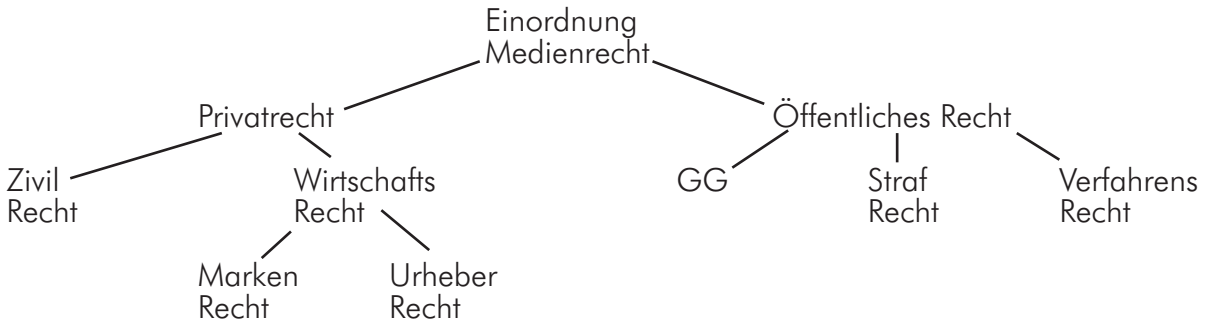 Einordnung
Medienrecht
Privatrecht
Öffentliches Recht
Zivil
Recht
Wirtschafts
Recht
GG
Straf
Recht
Verfahrens
Recht
Marken
Recht
Urheber
Recht